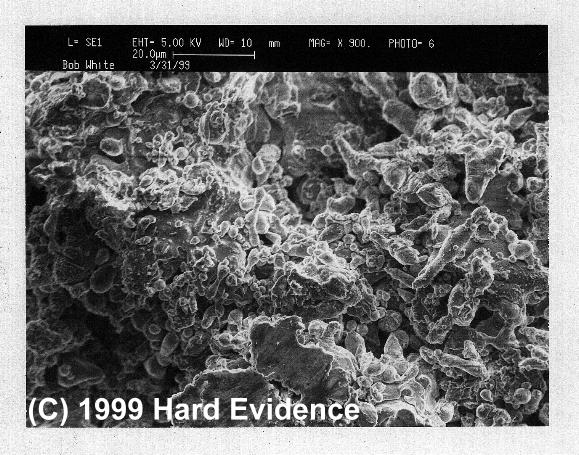 L= SE1 EHT= 5.00 KV WD= 10 mm MAG= X 900. PHOTO= 6
20.0µm
Bob White 3/31/99
(C) 1999 Hard Evidence